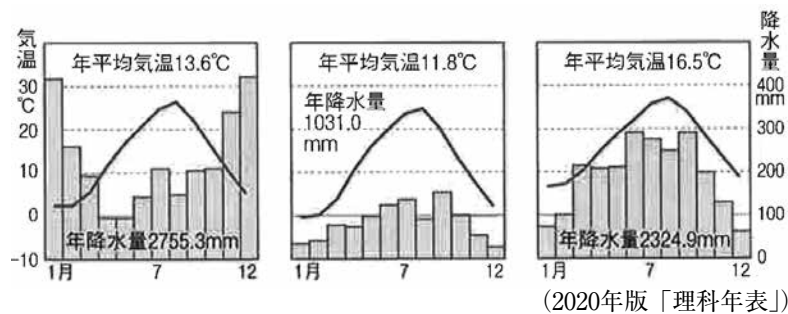 気温
℃
30
20
10
0
-10
年平均気温13.6℃
年降水量2755.3mm
1月 7 12
年平均気温11.8℃
年降水量
1031.0
mm
1月 7 12
年平均気温16.5℃
年降水量2324.9mm
1月 7 12
降水量
400
mm
300
200
100
0
(2020年版「理科年表」)